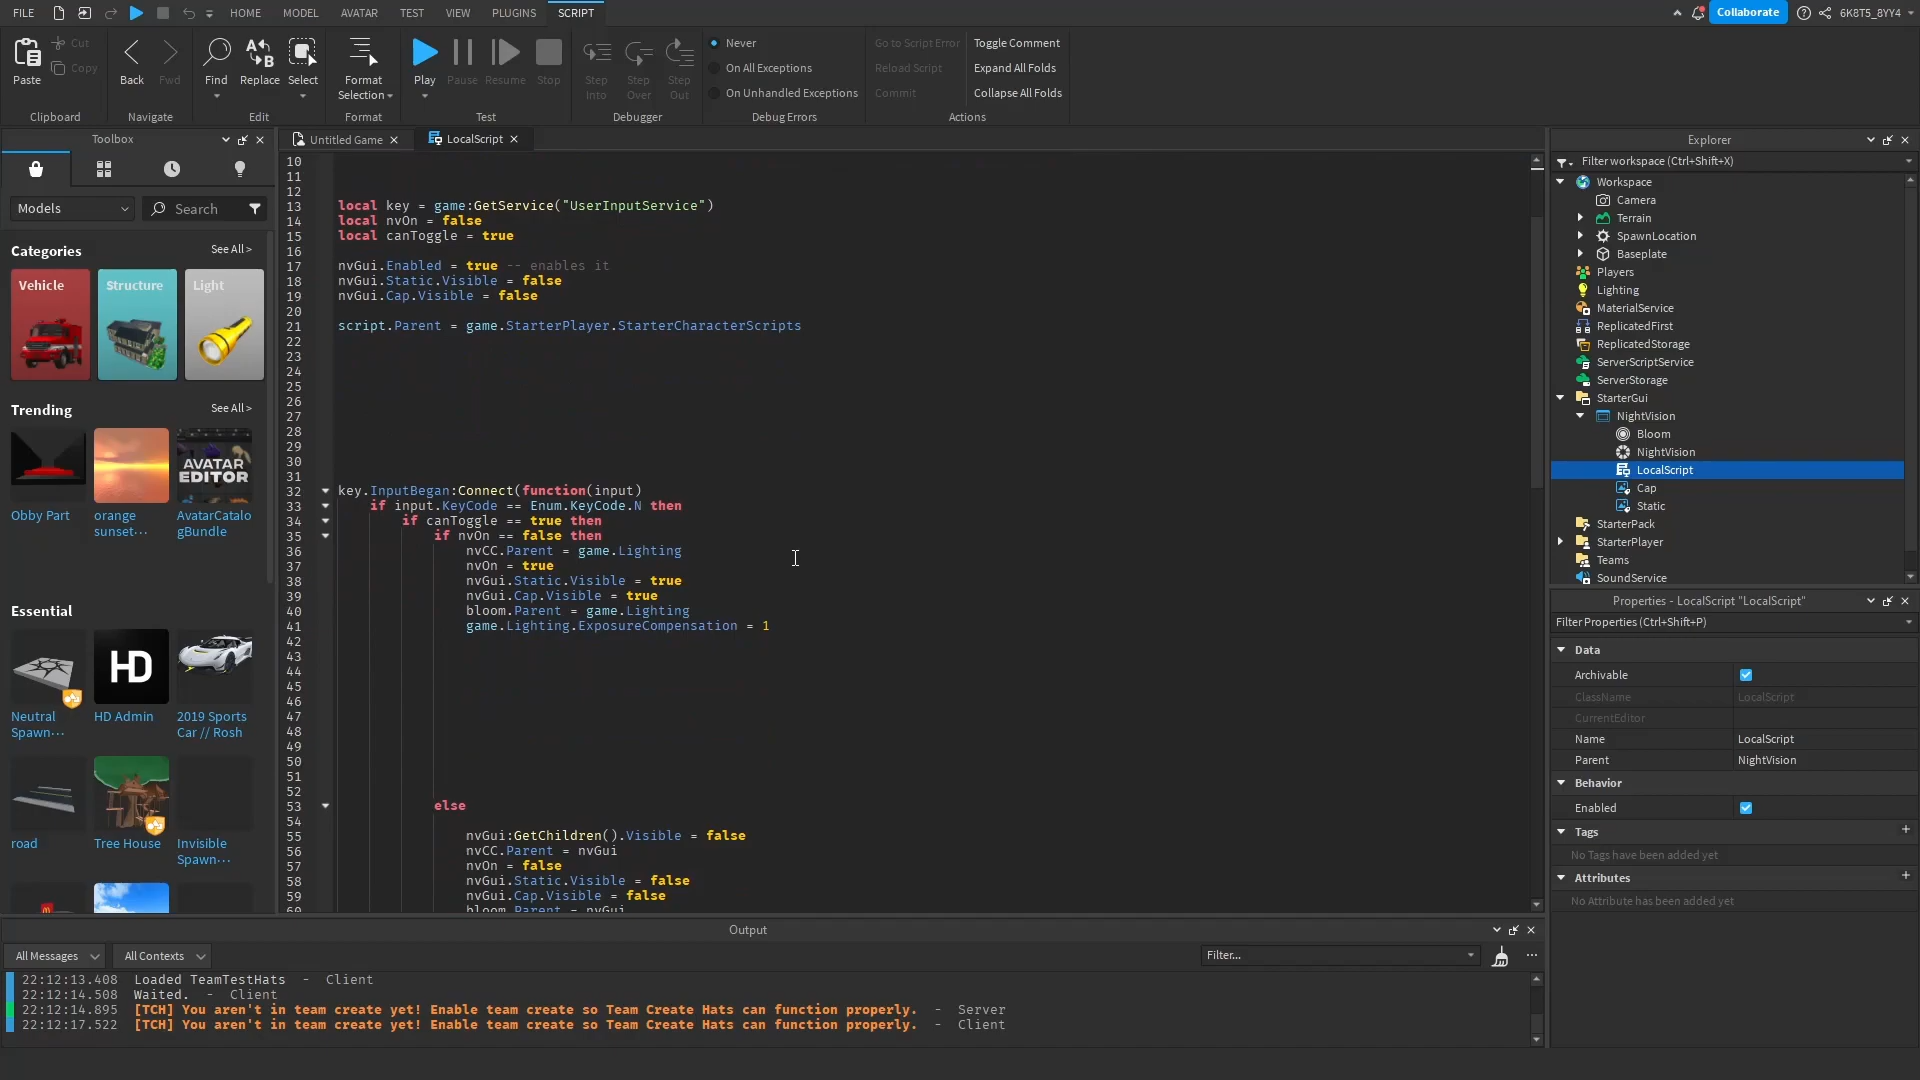 FILE HOME MODEL AVATAR TEST VIEW PLUGINS SCRIPT Collaborate 6K8T5_8YY4
Paste Cut Copy Back Fwd Find Replace Select Format Selection Play Pause Resume Stop Step Into Step Over Step Out
Never
On All Exceptions
On Unhandled Exceptions
Go to Script Error
Reload Script
Commit
Toggle Comment
Expand All Folds
Collapse All Folds
Clipboard Navigate Edit Format Test Debugger Debug Errors Actions
Toolbox
Models Search
Categories See All >
Vehicle Structure Light
Trending See All >
AVATAR
EDITOR
Obby Part
orange
sunset···
AvatarCatalo
gBundle
Essential
HD
Neutral
Spawn···
HD Admin
2019 Sports
Car // Rosh
road
Tree House
Invisible
Spawn···
Untitled Game LocalScript
10
11
12
13 local key = game:GetService("UserInputService")
14 local nvOn = false
15 local canToggle = true
16
17 nvGui.Enabled = true -- enables it
18 nvGui.Static.Visible = false
19 nvGui.Cap.Visible = false
20
21 script.Parent = game.StarterPlayer.StarterCharacterScripts
22
23
24
25
26
27
28
29
30
31
32 key.InputBegan:Connect(function(input)
33 if input.KeyCode == Enum.KeyCode.N then
34 if canToggle == true then
35 if nvOn == false then
36 nvCC.Parent = game.Lighting
37 nvOn = true
38 nvGui.Static.Visible = true
39 nvGui.Cap.Visible = true
40 bloom.Parent = game.Lighting
41 game.Lighting.ExposureCompensation = 1
42
43
44
45
46
47
48
49
50
51
52
53 else
54
55 nvGui:GetChildren().Visible = false
56 nvCC.Parent = nvGui
57 nvOn = false
58 nvGui.Static.Visible = false
59 nvGui.Cap.Visible = false
60 bloom.Parent = nvGui
Explorer
Filter workspace (Ctrl+Shift+X)
Workspace
Camera
Terrain
SpawnLocation
Baseplate
Players
Lighting
MaterialService
ReplicatedFirst
ReplicatedStorage
ServerScriptService
ServerStorage
StarterGui
NightVision
Bloom
NightVision
LocalScript
Cap
Static
StarterPack
StarterPlayer
Teams
SoundService
Properties - LocalScript "LocalScript"
Filter Properties (Ctrl+Shift+P)
Data
Archivable
ClassName LocalScript
CurrentEditor
Name LocalScript
Parent NightVision
Behavior
Enabled
Tags
No Tags have been added yet
Attributes
No Attribute has been added yet
Output
All Messages All Contexts Filter...
22:12:13.408 Loaded TeamTestHats - Client
22:12:14.508 Waited. - Client
22:12:14.895 [TCH] You aren't in team create yet! Enable team create so Team Create Hats can function properly. - Server
22:12:17.522 [TCH] You aren't in team create yet! Enable team create so Team Create Hats can function properly. - Client